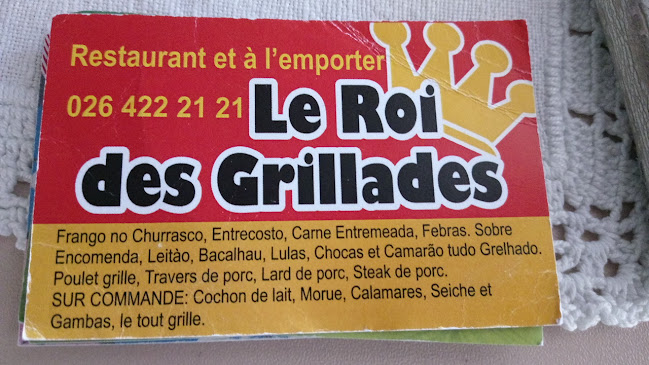 Restaurant et à l'emporter
026 422 21 21 Le Roi
des Grillades
Frango no Churrasco, Entrecosto, Carne Entremeada, Febras. Sobre
Encomenda, Leitào, Bacalhau, Lulas, Chocas et Camarão tudo Grelhado.
Poulet grille, Travers de porc, Lard de porc, Steak de porc.
SUR COMMANDE: Cochon de lait, Morue, Calamares, Seiche et
Gambas, le tout grille.